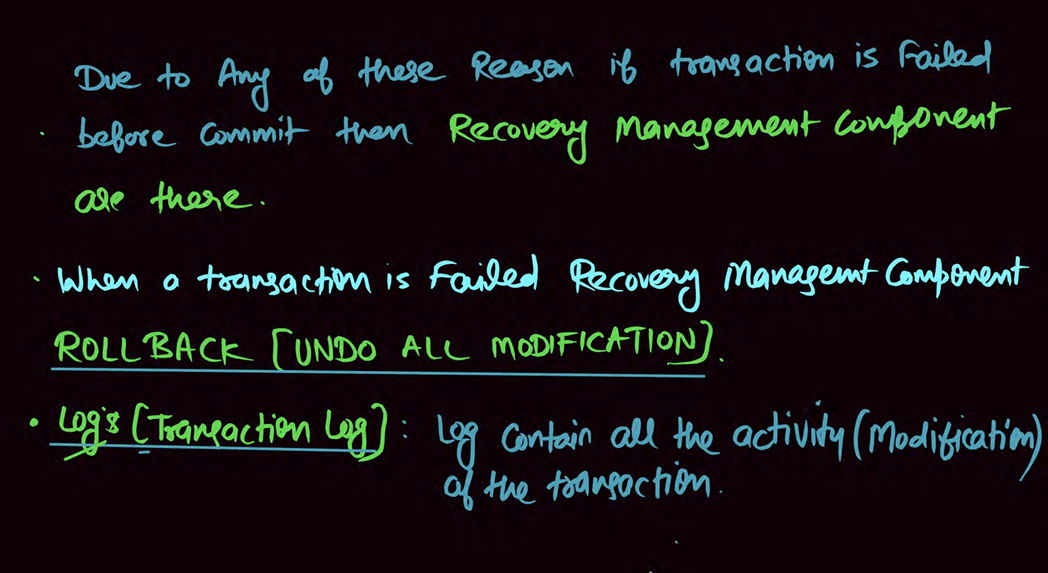 Due to Any of these Reason if transaction is Failed
· before Commit then Recovery Management Component
are there.
· When a transaction is Failed Recovery Managemt Component
ROLLBACK [UNDO ALL MODIFICATION].
· Log's [Transaction Log] : Log Contain all the activity (Modification)
of the transaction.